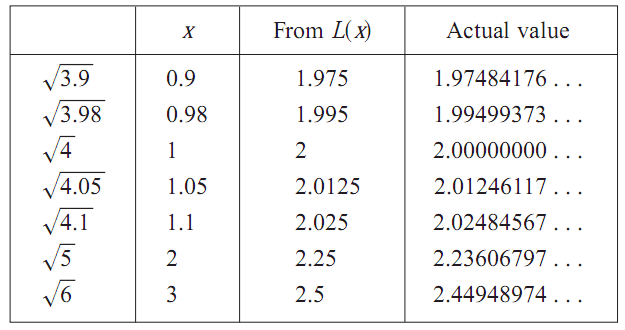 x From L(x) Actual value
√3.9 0.9 1.975 1.97484176 . . .
√3.98 0.98 1.995 1.99499373 . . .
√4 1 2 2.00000000 . . .
√4.05 1.05 2.0125 2.01246117 . . .
√4.1 1.1 2.025 2.02484567 . . .
√5 2 2.25 2.23606797 . . .
√6 3 2.5 2.44948974 . . .